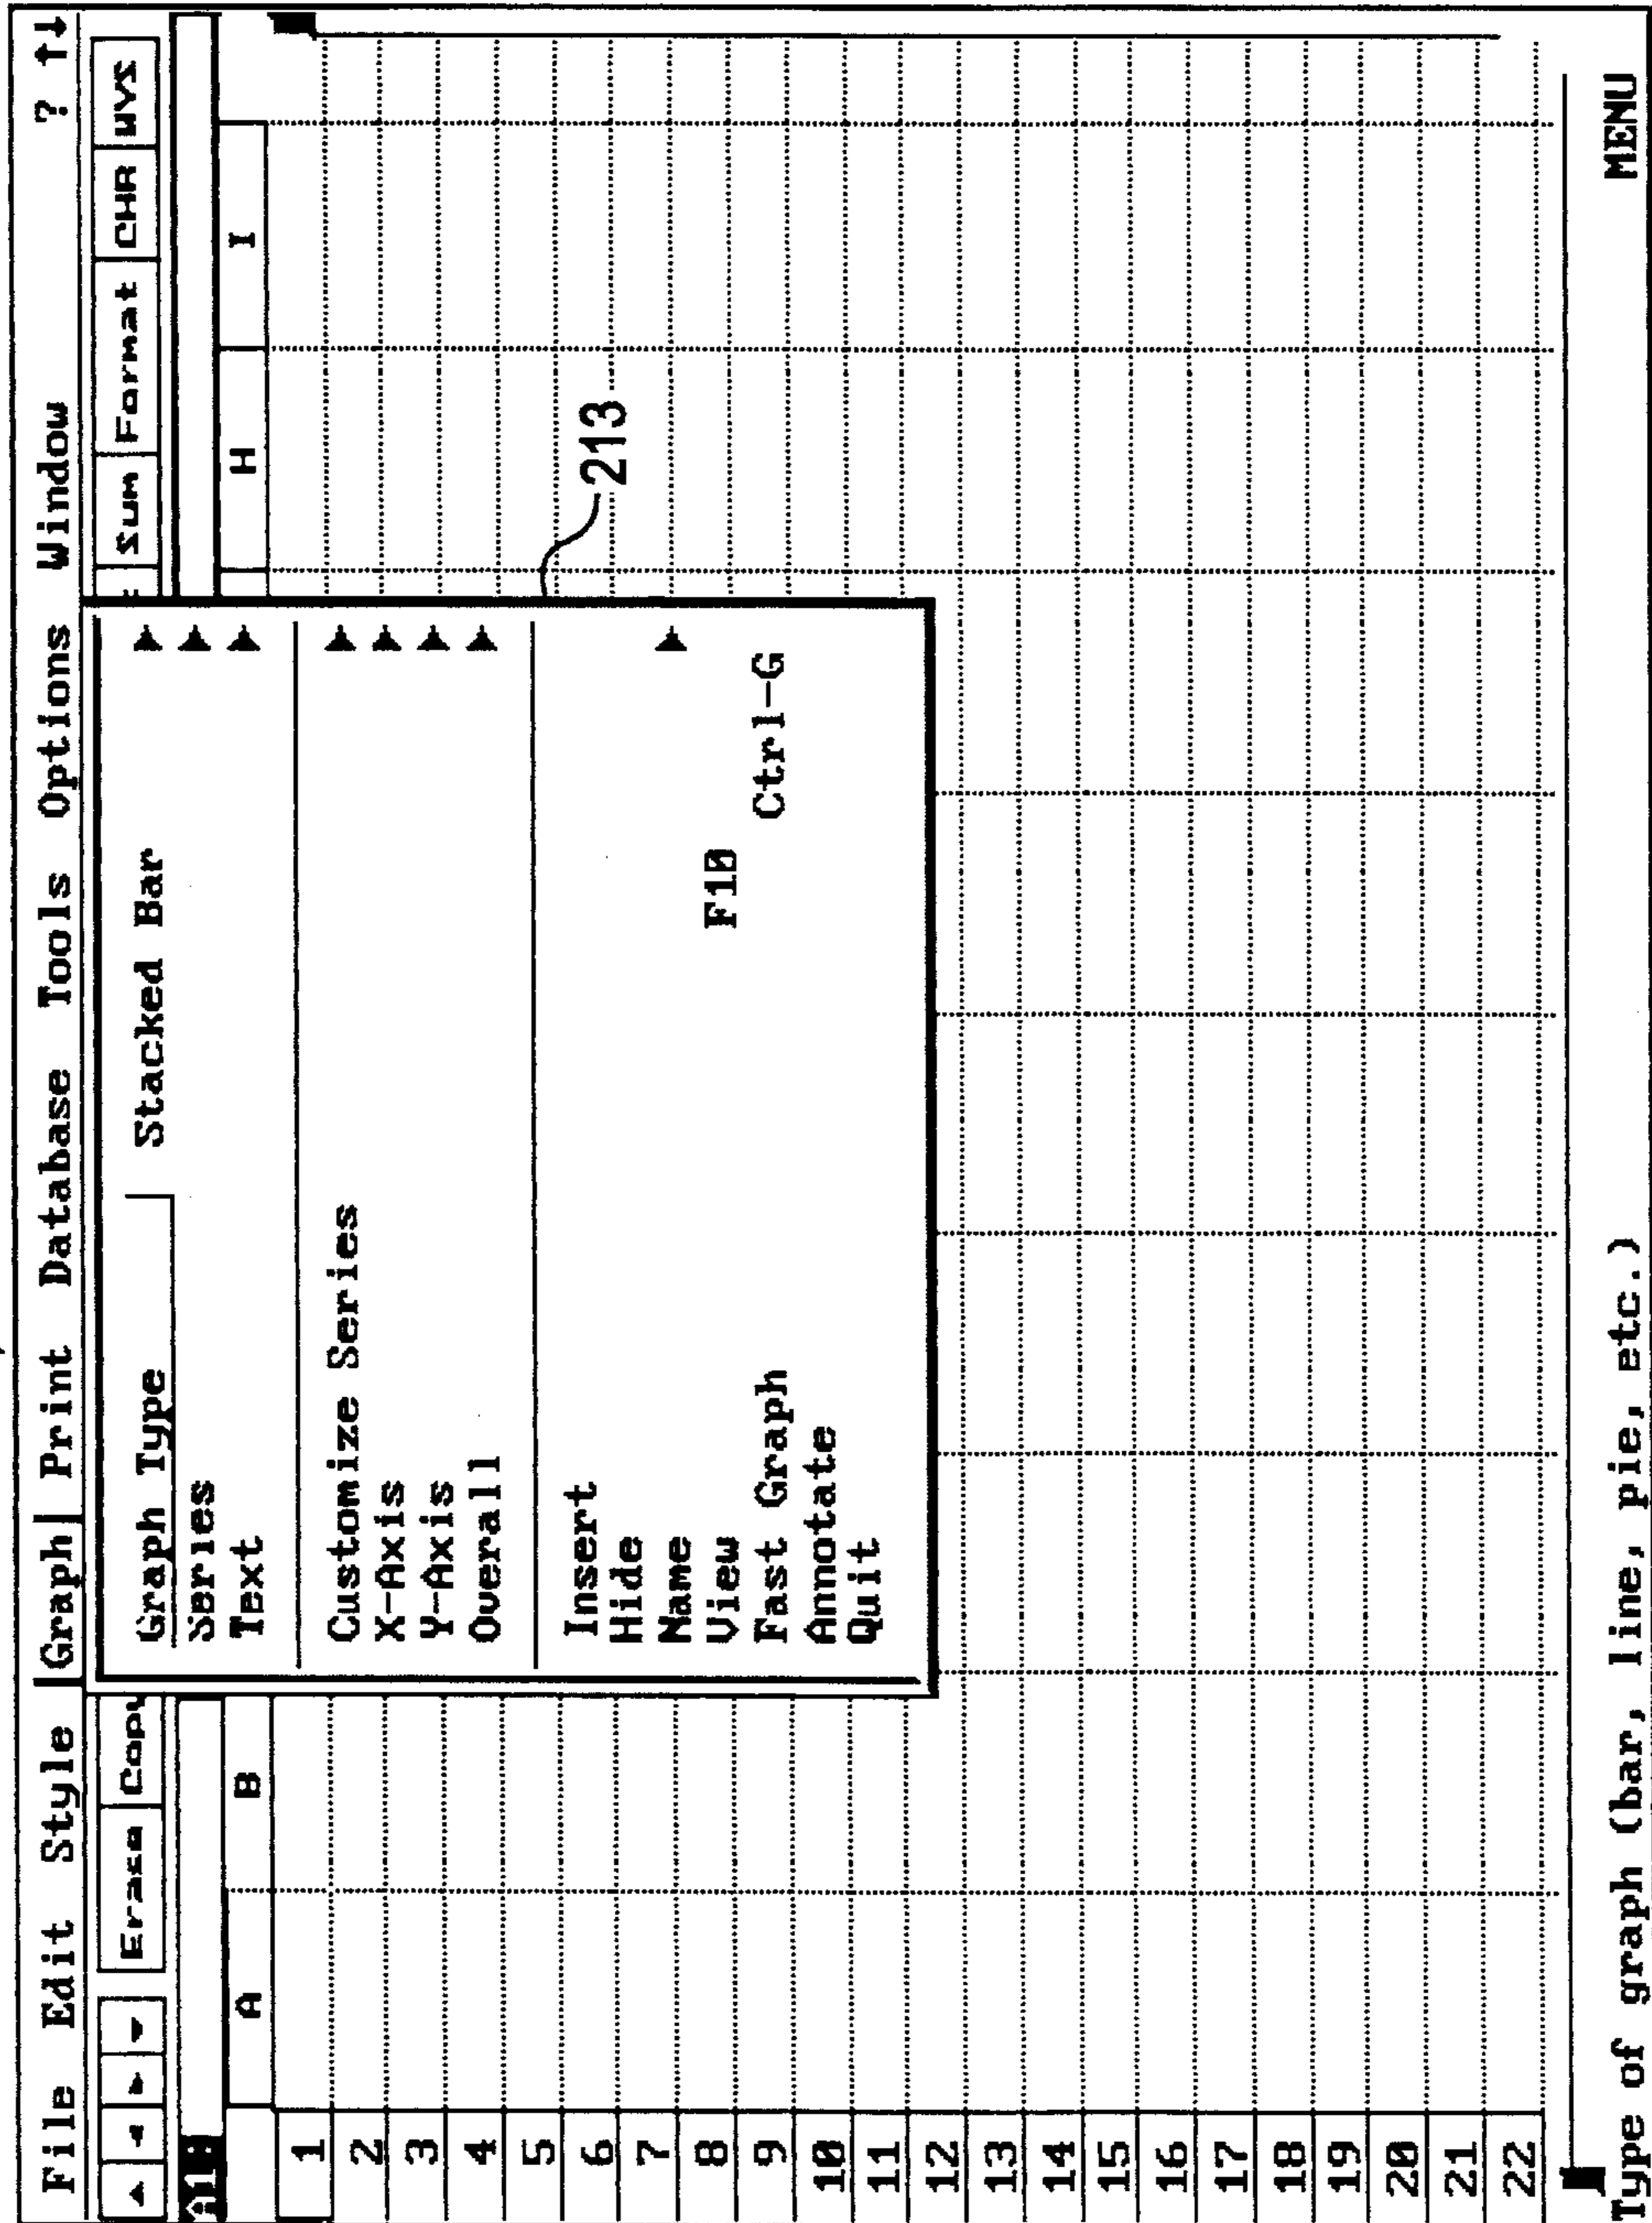 File Edit Style Graph Print Database Tools Options Window ? ↑↓
Erase Copy Sum Format CHR WYS
A1:
A B H I
Graph Type Stacked Bar
Series
Text
Customize Series
X-Axis
Y-Axis
Overall
Insert
Hide
Name
View F10
Fast Graph Ctrl-G
Annotate
Quit
213
1
2
3
4
5
6
7
8
9
10
11
12
13
14
15
16
17
18
19
20
21
22
Type of graph (bar, line, pie, etc.) MENU